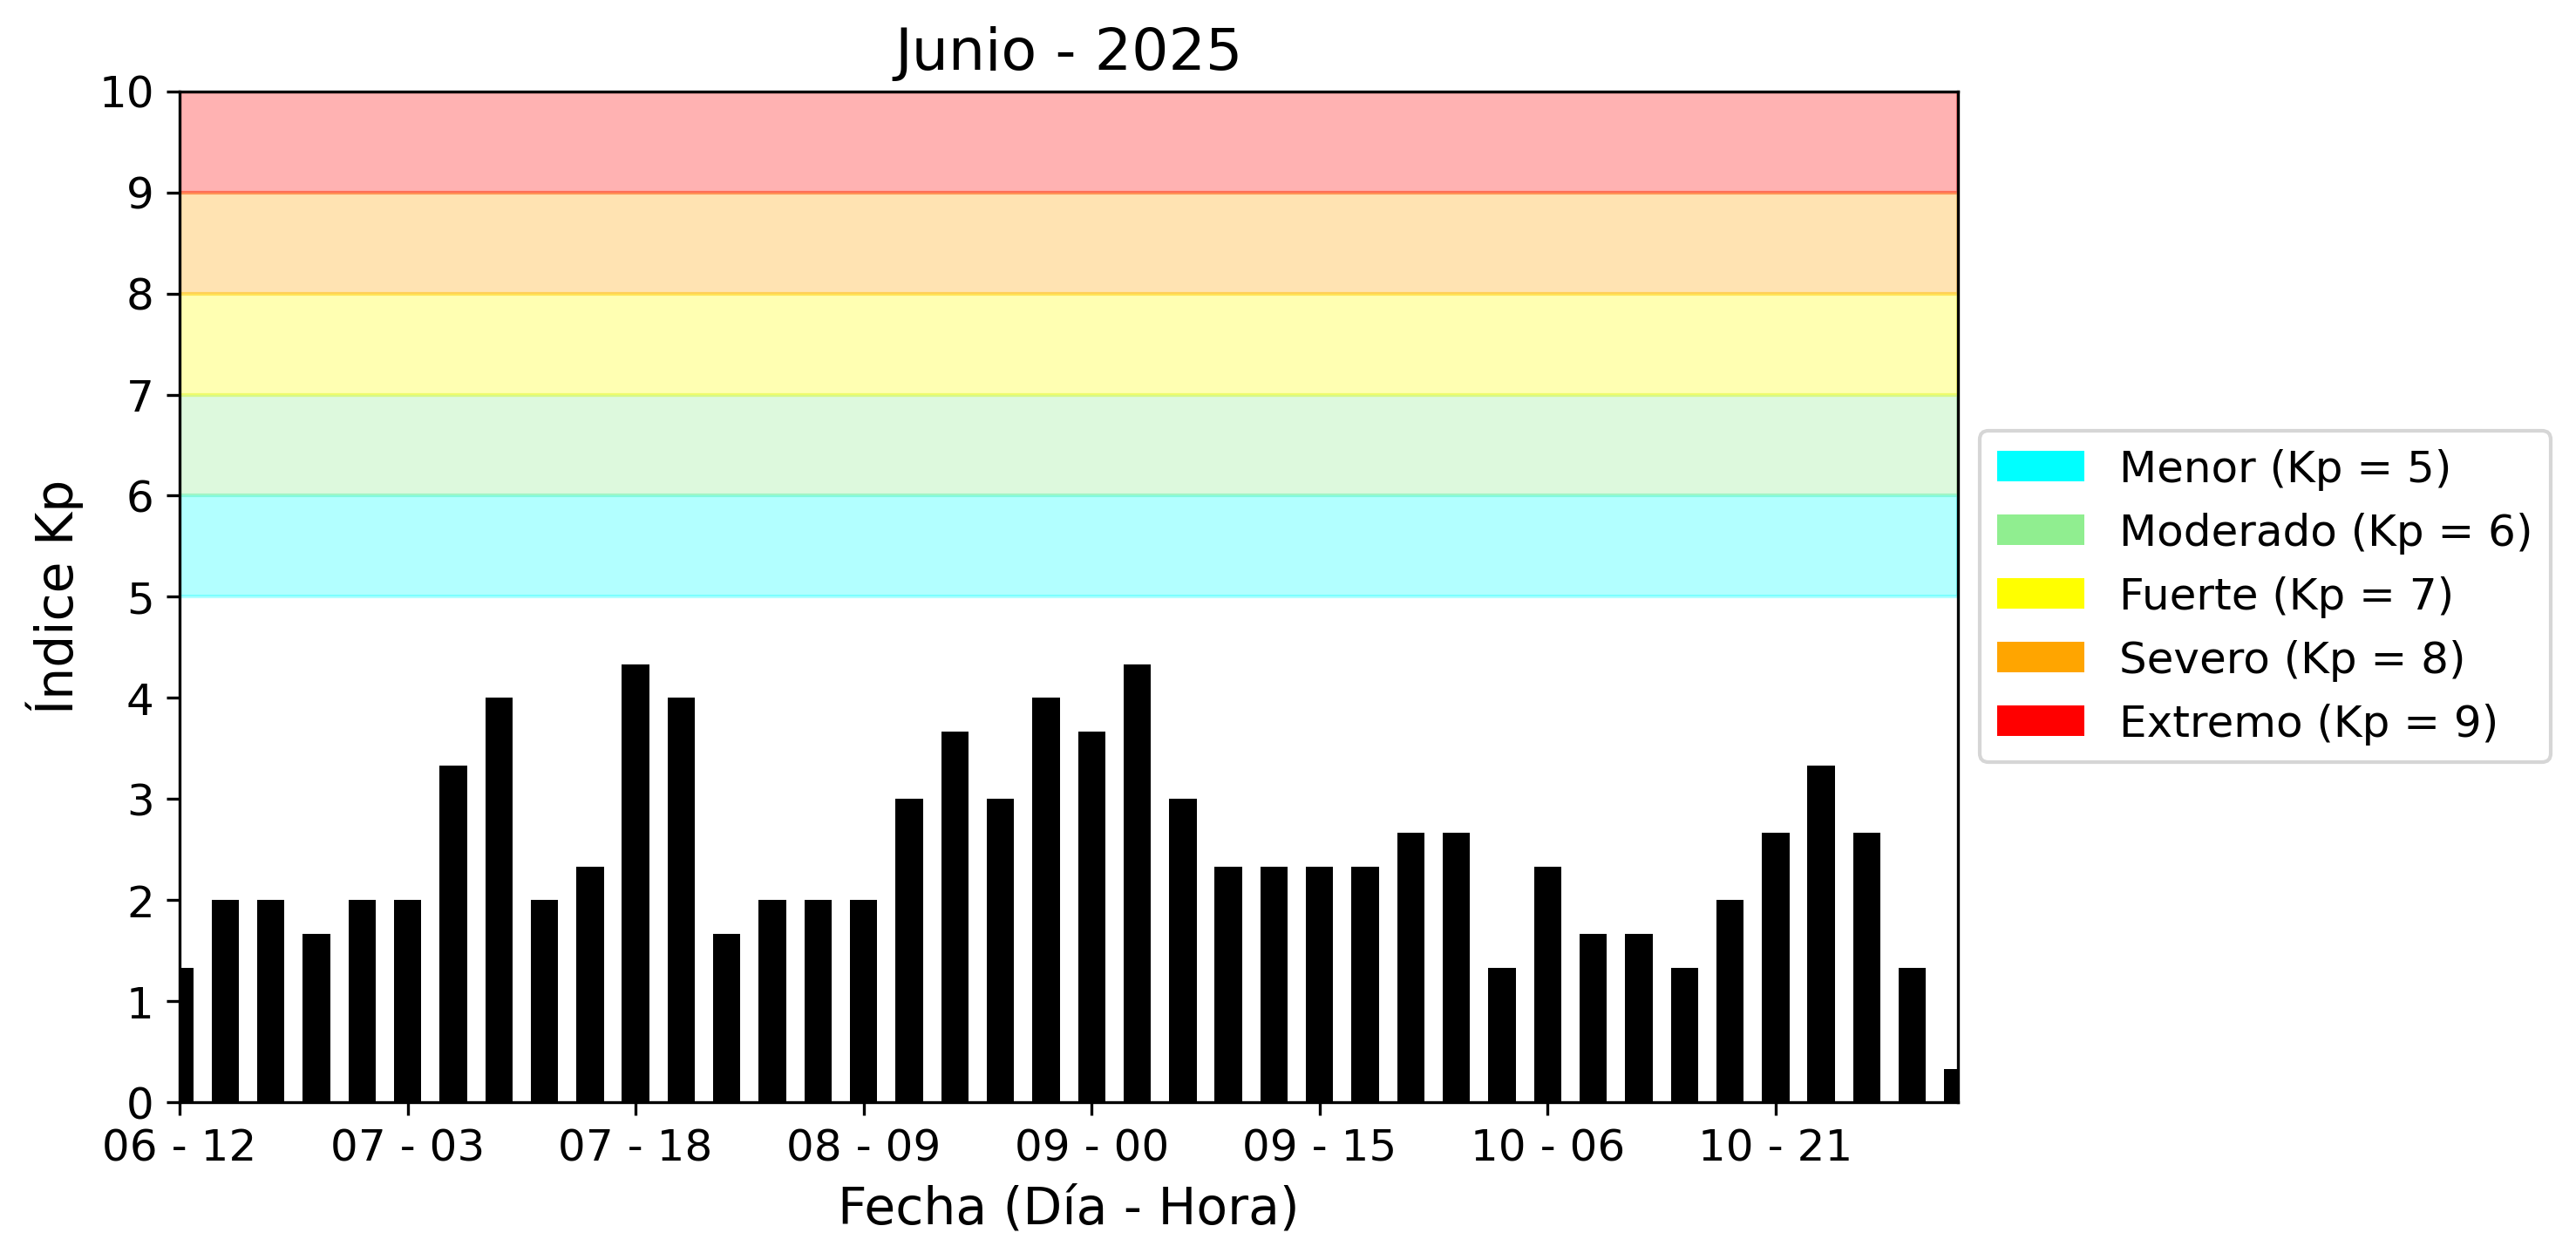 Junio - 2025
10
9
8
7
6
5
4
3
2
1
0
Índice Kp
06 - 12 07 - 03 07 - 18 08 - 09 09 - 00 09 - 15 10 - 06 10 - 21
Fecha (Día - Hora)
Menor (Kp = 5)
Moderado (Kp = 6)
Fuerte (Kp = 7)
Severo (Kp = 8)
Extremo (Kp = 9)